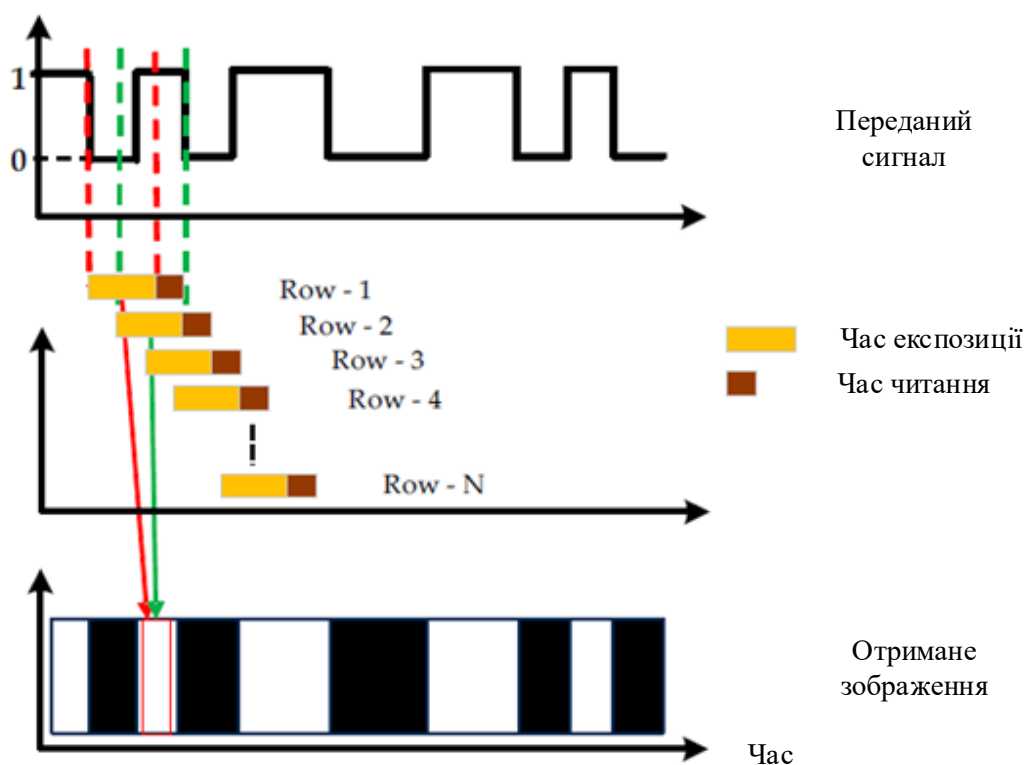 1
0
Переданий
сигнал
Row - 1
Row - 2
Row - 3
Row - 4
Row - N
Час експозиції
Час читання
Отримане
зображення
Час